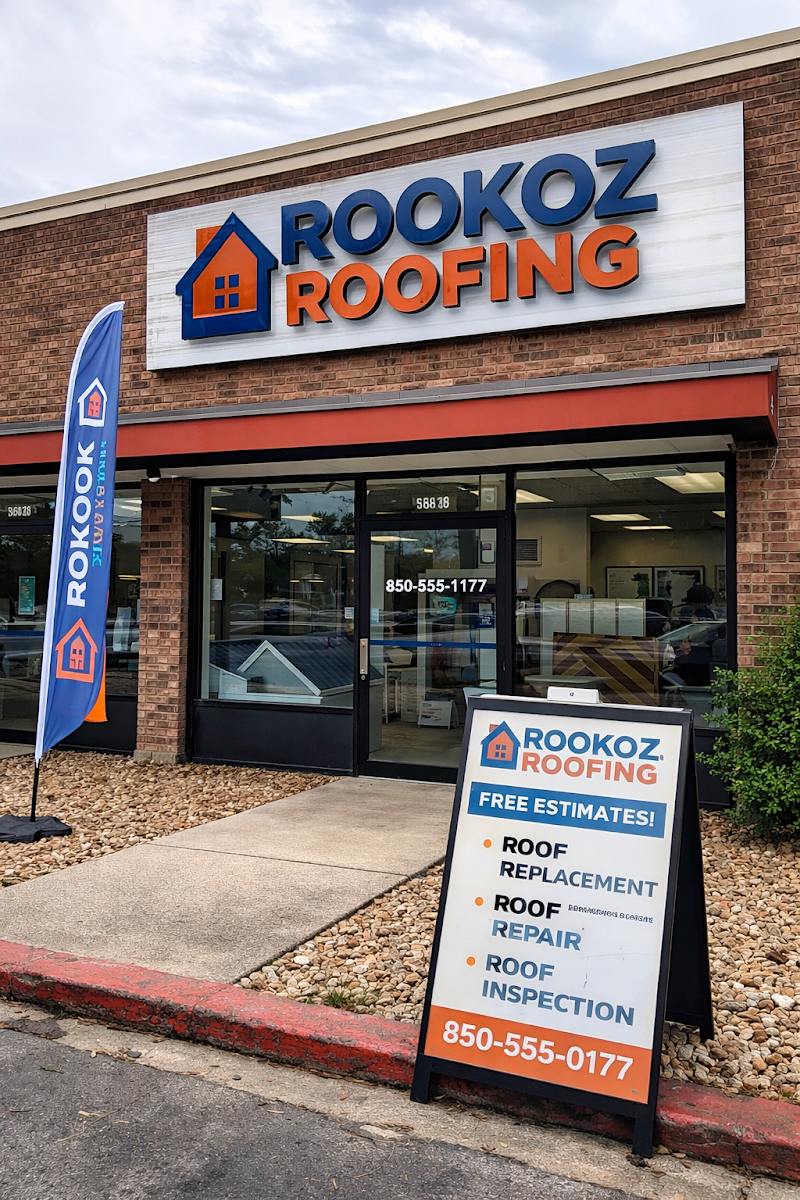 ROOKOZ
ROOFING
ROKOOK
850-555-1177
ROOKOZ
ROOFING
FREE ESTIMATES!
ROOF
REPLACEMENT
ROOF
REPAIR
ROOF
INSPECTION
850-555-0177